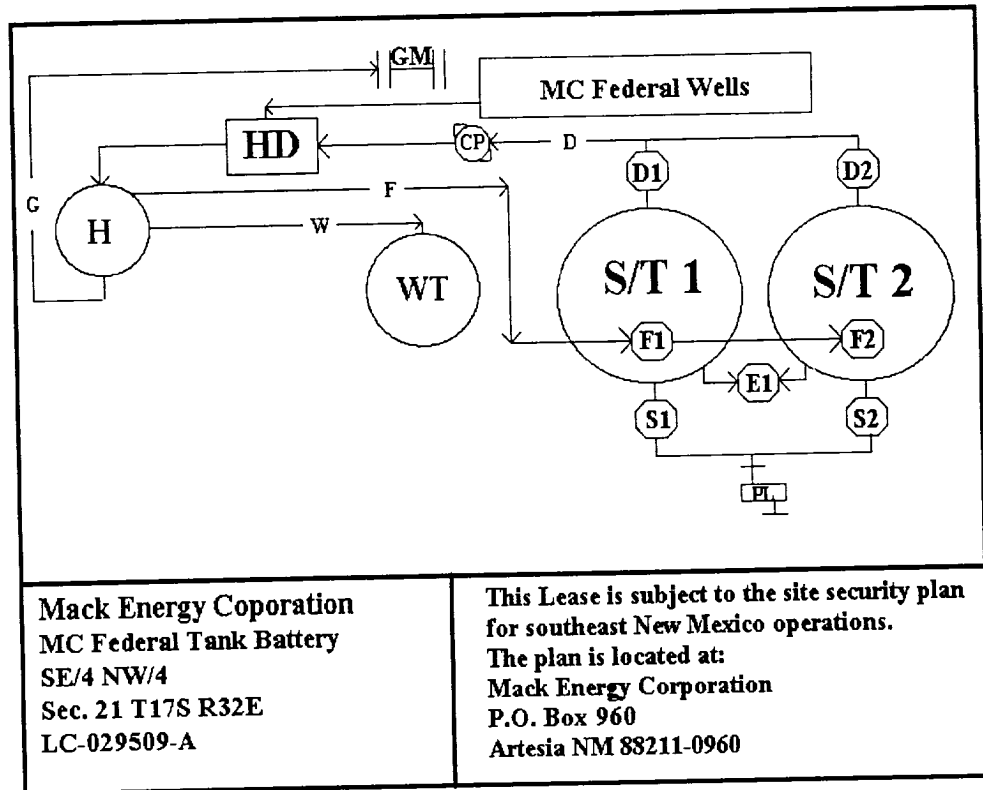 GM
MC Federal Wells
HD
CP
D
D1
D2
G
H
F
W
WT
S/T 1
S/T 2
F1
F2
E1
S1
S2
PL
Mack Energy Coporation
MC Federal Tank Battery
SE/4 NW/4
Sec. 21 T17S R32E
LC-029509-A
This Lease is subject to the site security plan
for southeast New Mexico operations.
The plan is located at:
Mack Energy Corporation
P.O. Box 960
Artesia NM 88211-0960